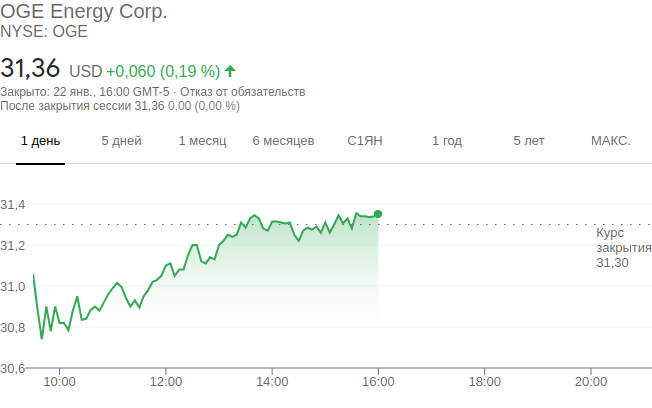 OGE Energy Corp.
NYSE: OGE
31,36 USD +0,060 (0,19 %)
Закрыто: 22 янв., 16:00 GMT-5 · Отказ от обязательств
После закрытия сессии 31,36 0,00 (0,00 %)
1 день 5 дней 1 месяц 6 месяцев С1ЯН 1 год 5 лет МАКС.
31,4
Курс
закрытия
31,30
31,2
31,0
30,8
30,6
10:00 12:00 14:00 16:00 18:00 20:00